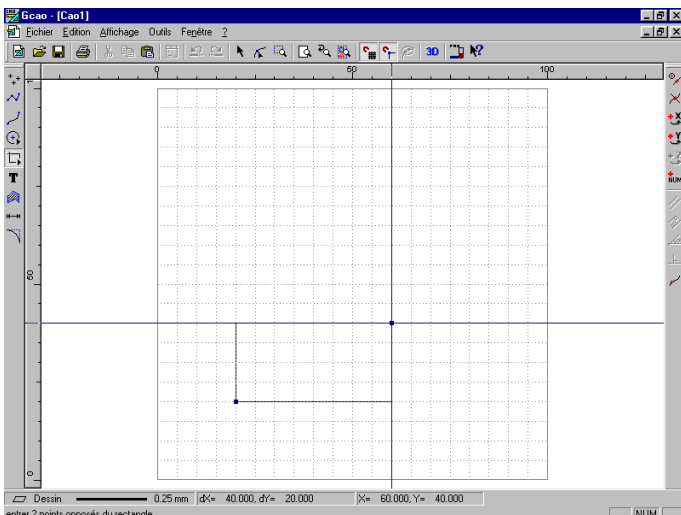 Gcao - [Cao1]
Fichier Edition Affichage Outils Fenêtre ?
3D
0 50 100
X
Y
Z
NUM
T
50
0
Dessin 0.25 mm dX= 40.000, dY= 20.000 X= 60.000, Y= 40.000
entrer 2 points opposés du rectangle NUM